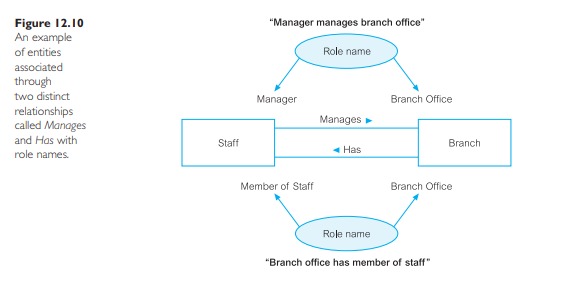 Figure 12.10
An example
of entities
associated
through
two distinct
relationships
called Manages
and Has with
role names.
"Manager manages branch office"
Role name
Manager
Branch Office
Manages ►
Staff
Branch
◄ Has
Member of Staff
Branch Office
Role name
"Branch office has member of staff"